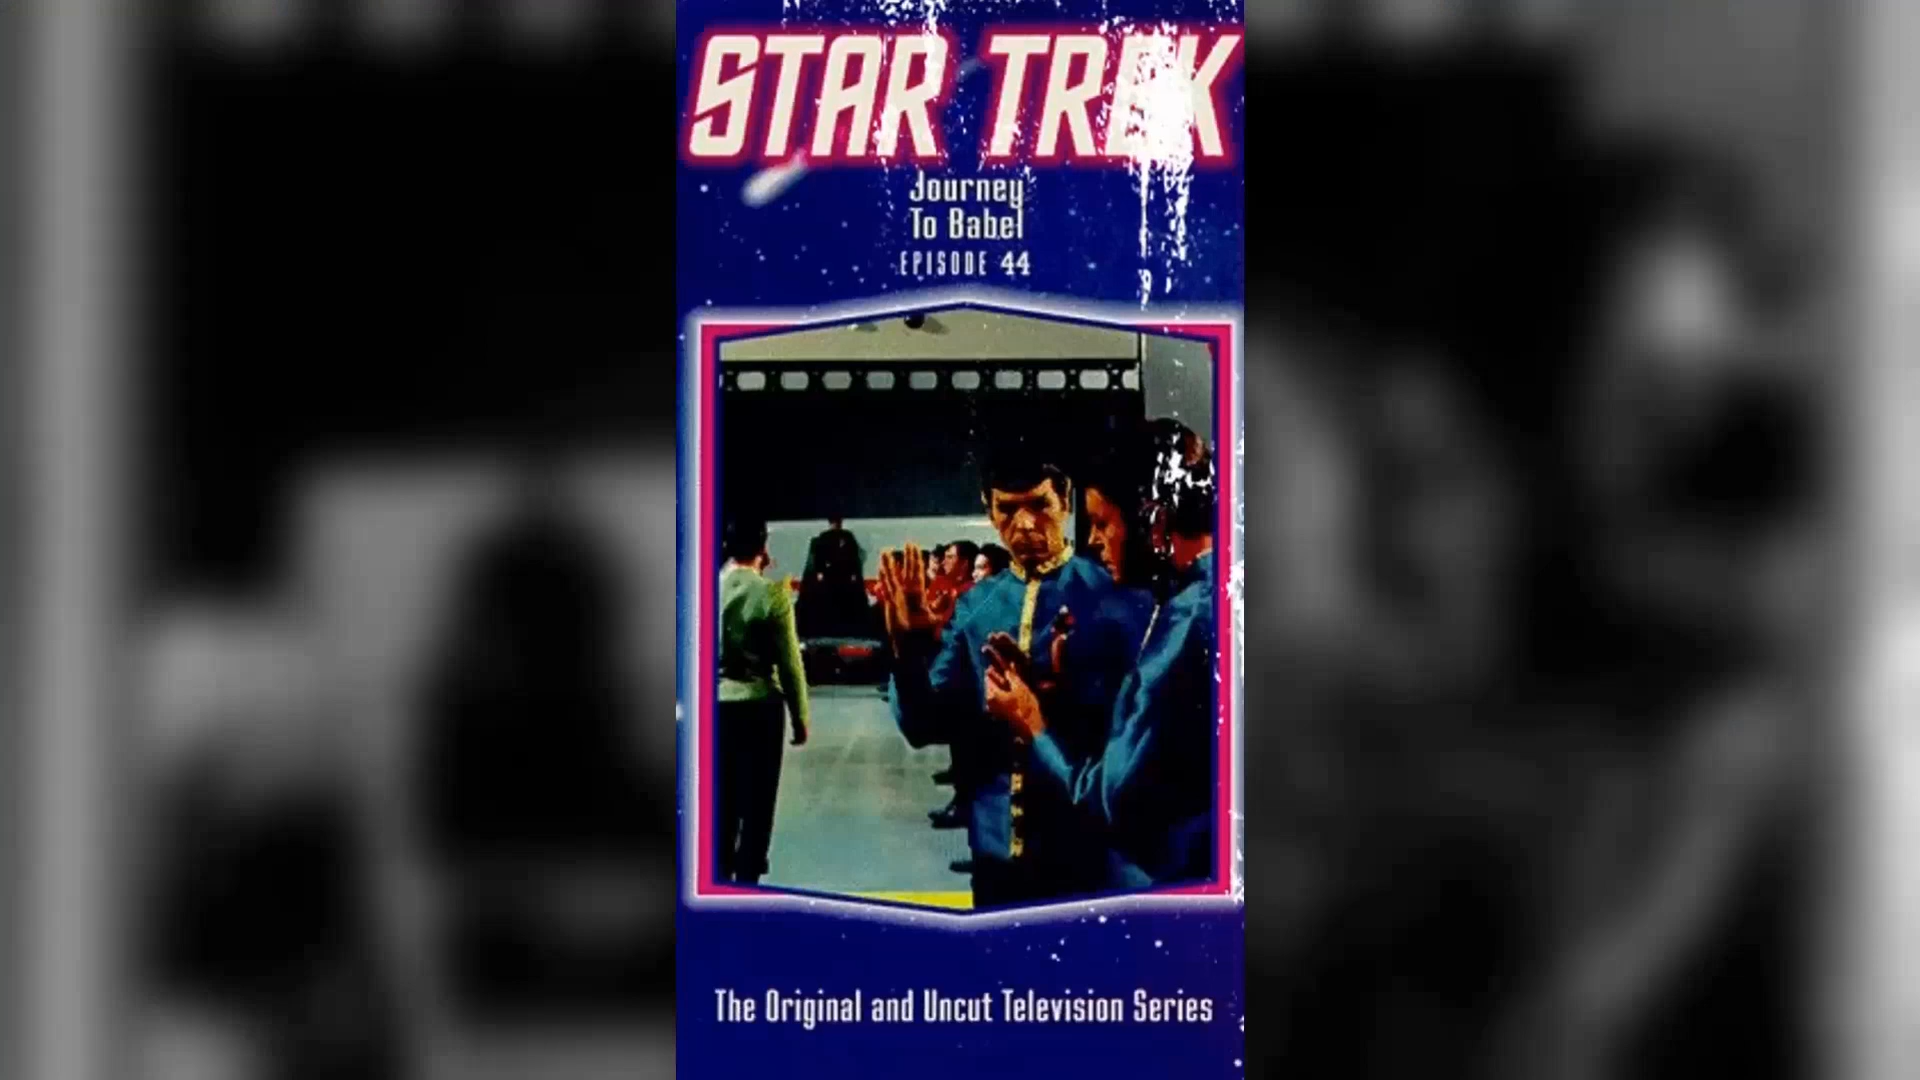 STAR TREK
Journey
To Babel
EPISODE 44
The Original and Uncut Television Series